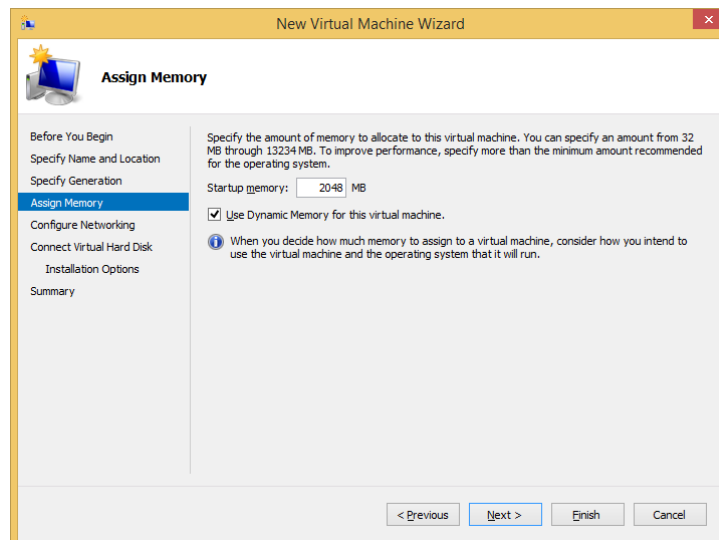 New Virtual Machine Wizard
Assign Memory
Before You Begin
Specify Name and Location
Specify Generation
Assign Memory
Configure Networking
Connect Virtual Hard Disk
Installation Options
Summary
Specify the amount of memory to allocate to this virtual machine. You can specify an amount from 32
MB through 13234 MB. To improve performance, specify more than the minimum amount recommended
for the operating system.
Startup memory: 2048 MB
Use Dynamic Memory for this virtual machine.
When you decide how much memory to assign to a virtual machine, consider how you intend to
use the virtual machine and the operating system that it will run.
< Previous Next > Finish Cancel